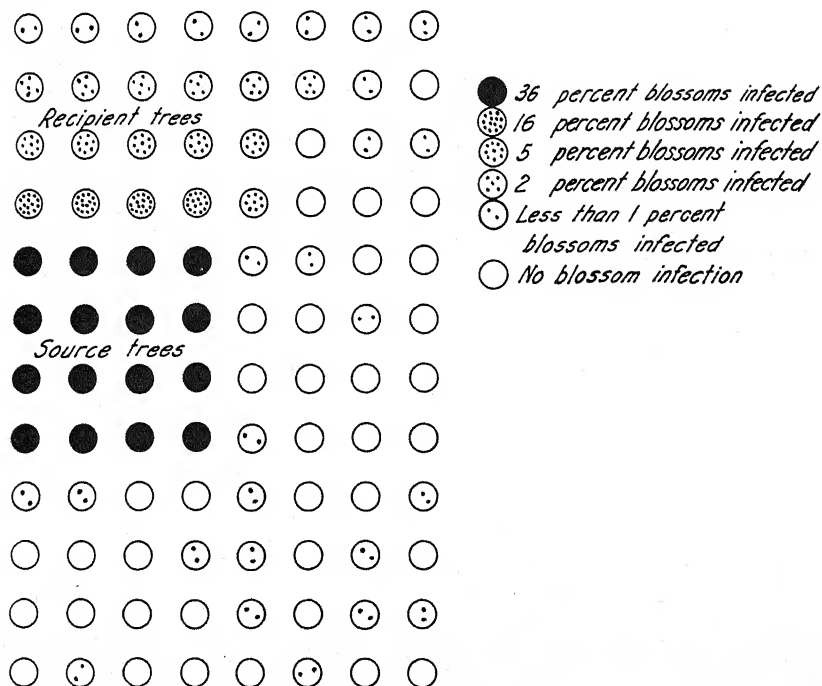 Recipient trees
Source trees
36 percent blossoms infected
16 percent blossoms infected
5 percent blossoms infected
2 percent blossoms infected
Less than 1 percent
blossoms infected
No blossom infection